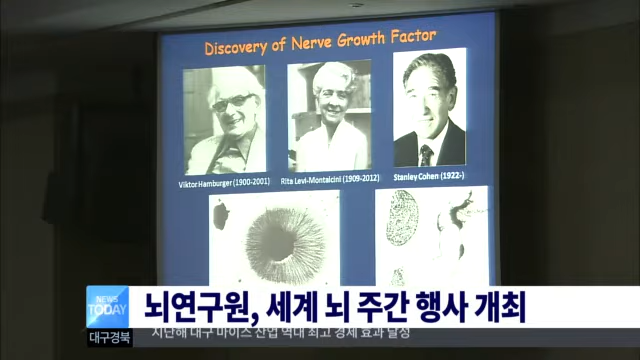 Discovery of Nerve Growth Factor
Viktor Hamburger (1900-2001)
Rita Levi-Montalcini (1909-2012)
Stanley Cohen (1922-)
NEWS
TODAY
대구경북
뇌연구원, 세계 뇌 주간 행사 개최
지난해 대구 마이스 산업 역대 최고 경제 효과 달성